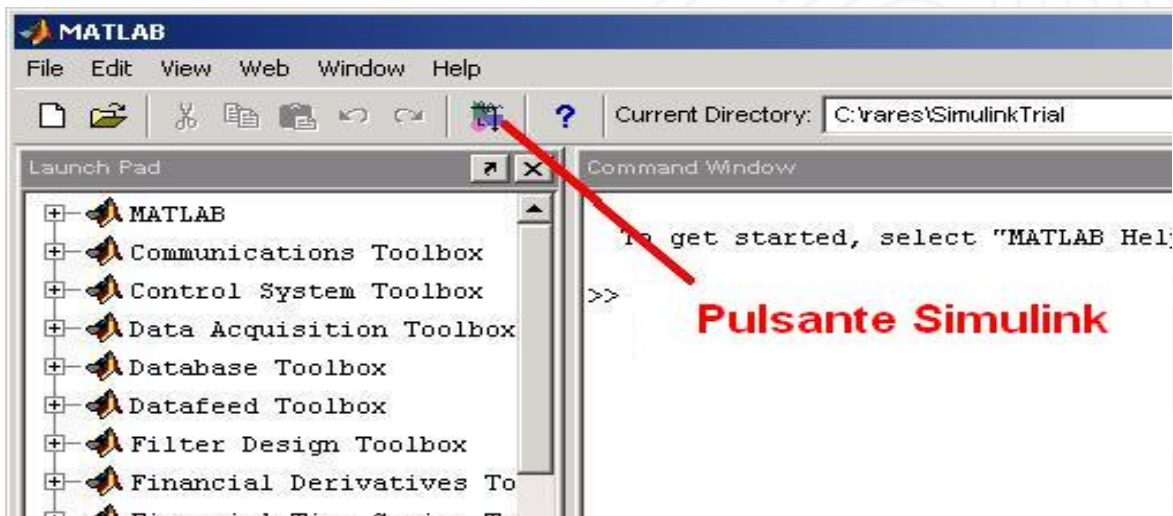 MATLAB
File Edit View Web Window Help
? Current Directory: C:\rares\SimulinkTrial
Launch Pad
Command Window
MATLAB
Communications Toolbox
Control System Toolbox
Data Acquisition Toolbox
Database Toolbox
Datafeed Toolbox
Filter Design Toolbox
Financial Derivatives To
To get started, select "MATLAB Hel
>>
Pulsante Simulink